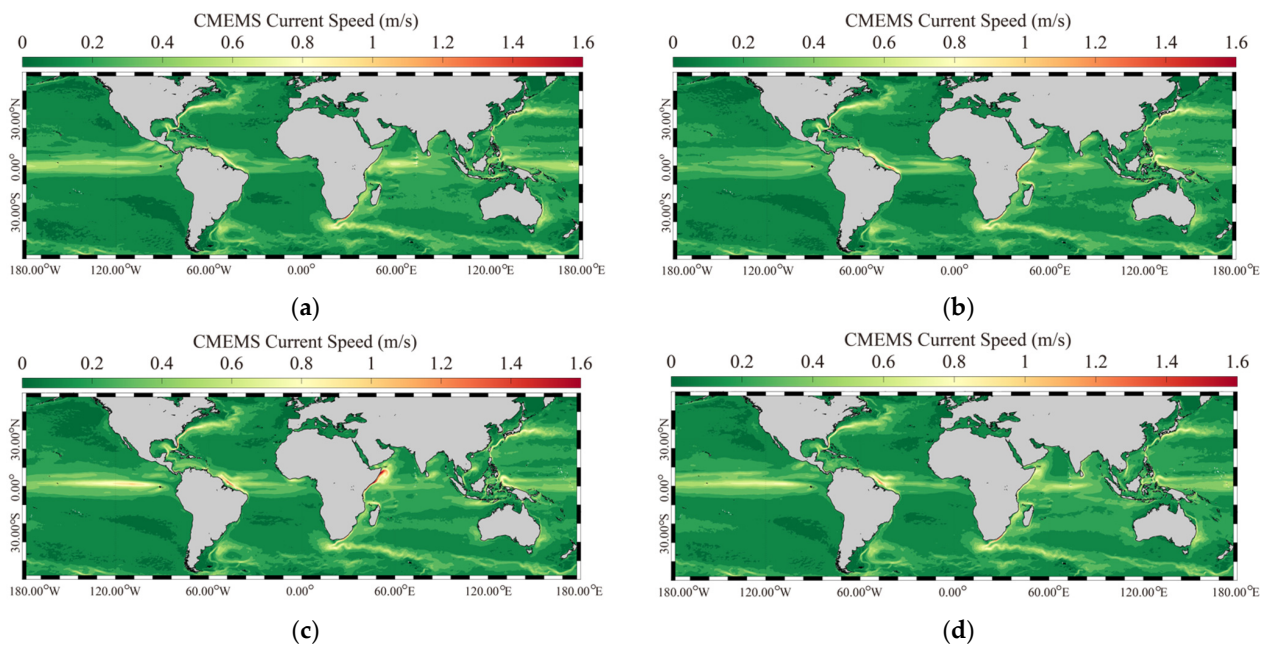 CMEMS Current Speed (m/s)
0 0.2 0.4 0.6 0.8 1 1.2 1.4 1.6
30.00°N
0.00°
30.00°S
180.00°W 120.00°W 60.00°W 0.00° 60.00°E 120.00°E 180.00°E
(a)
CMEMS Current Speed (m/s)
0 0.2 0.4 0.6 0.8 1 1.2 1.4 1.6
30.00°N
0.00°
30.00°S
180.00°W 120.00°W 60.00°W 0.00° 60.00°E 120.00°E 180.00°E
(b)
CMEMS Current Speed (m/s)
0 0.2 0.4 0.6 0.8 1 1.2 1.4 1.6
30.00°N
0.00°
30.00°S
180.00°W 120.00°W 60.00°W 0.00° 60.00°E 120.00°E 180.00°E
(c)
CMEMS Current Speed (m/s)
0 0.2 0.4 0.6 0.8 1 1.2 1.4 1.6
30.00°N
0.00°
30.00°S
180.00°W 120.00°W 60.00°W 0.00° 60.00°E 120.00°E 180.00°E
(d)